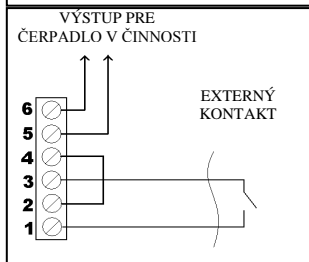 VÝSTUP PRE
ČERPADLO V ČINNOSTI
EXTERNÝ
KONTAKT
6
5
4
3
2
1